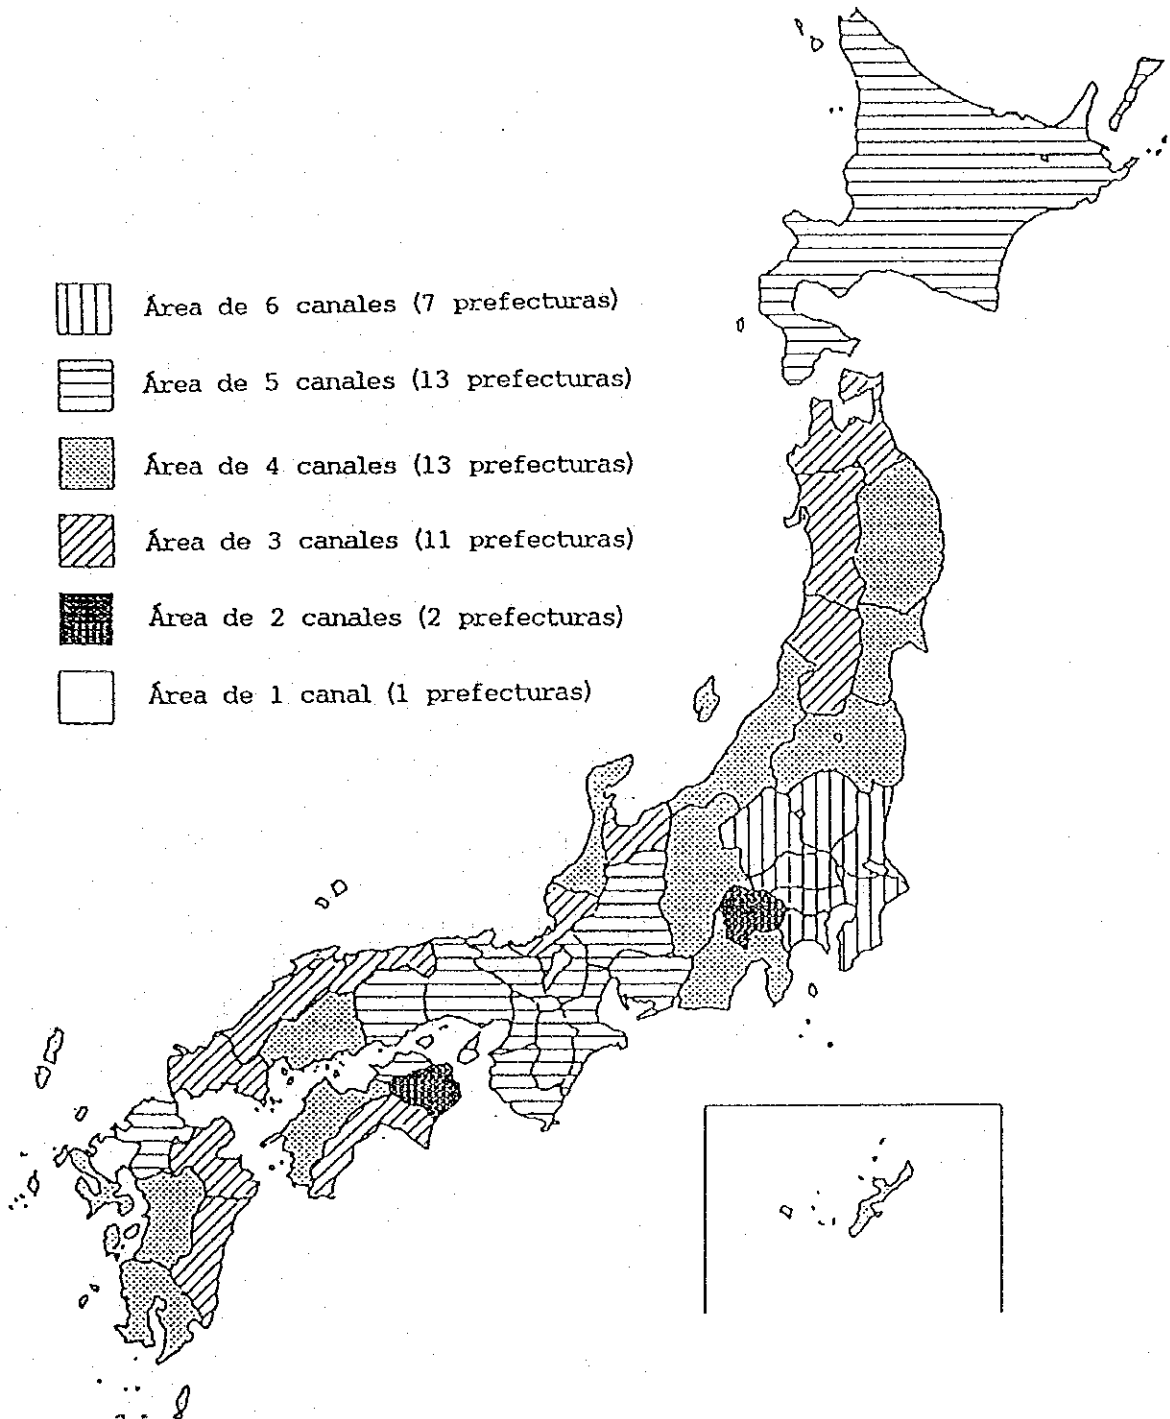 Área de 6 canales (7 prefecturas)
Área de 5 canales (13 prefecturas)
Área de 4 canales (13 prefecturas)
Área de 3 canales (11 prefecturas)
Área de 2 canales (2 prefecturas)
Área de 1 canal (1 prefecturas)